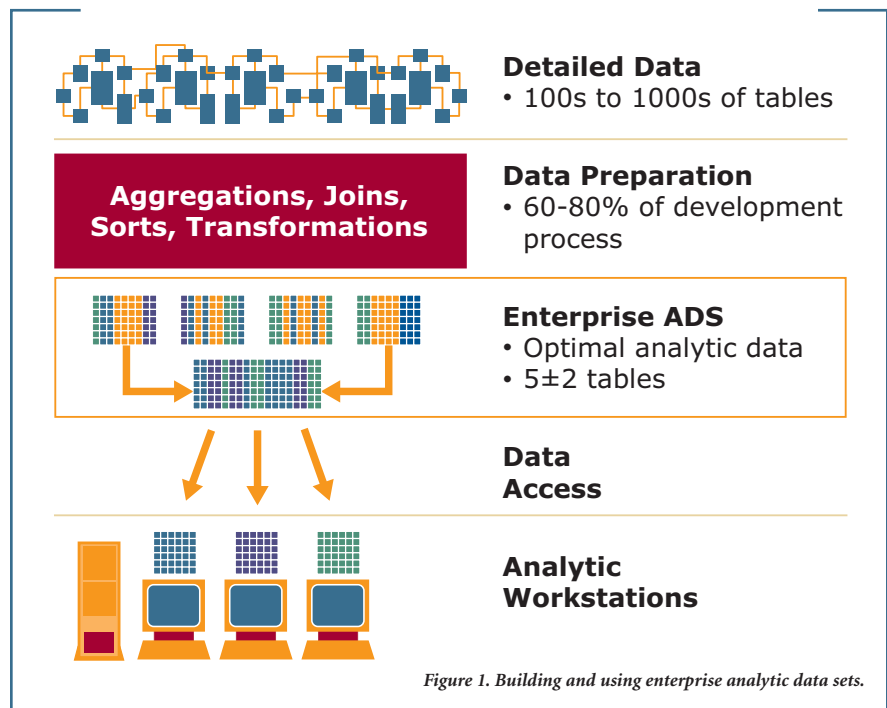 Detailed Data
• 100s to 1000s of tables
Aggregations, Joins,
Sorts, Transformations
Data Preparation
• 60-80% of development
process
Enterprise ADS
• Optimal analytic data
• 5±2 tables
Data
Access
Analytic
Workstations
Figure 1. Building and using enterprise analytic data sets.